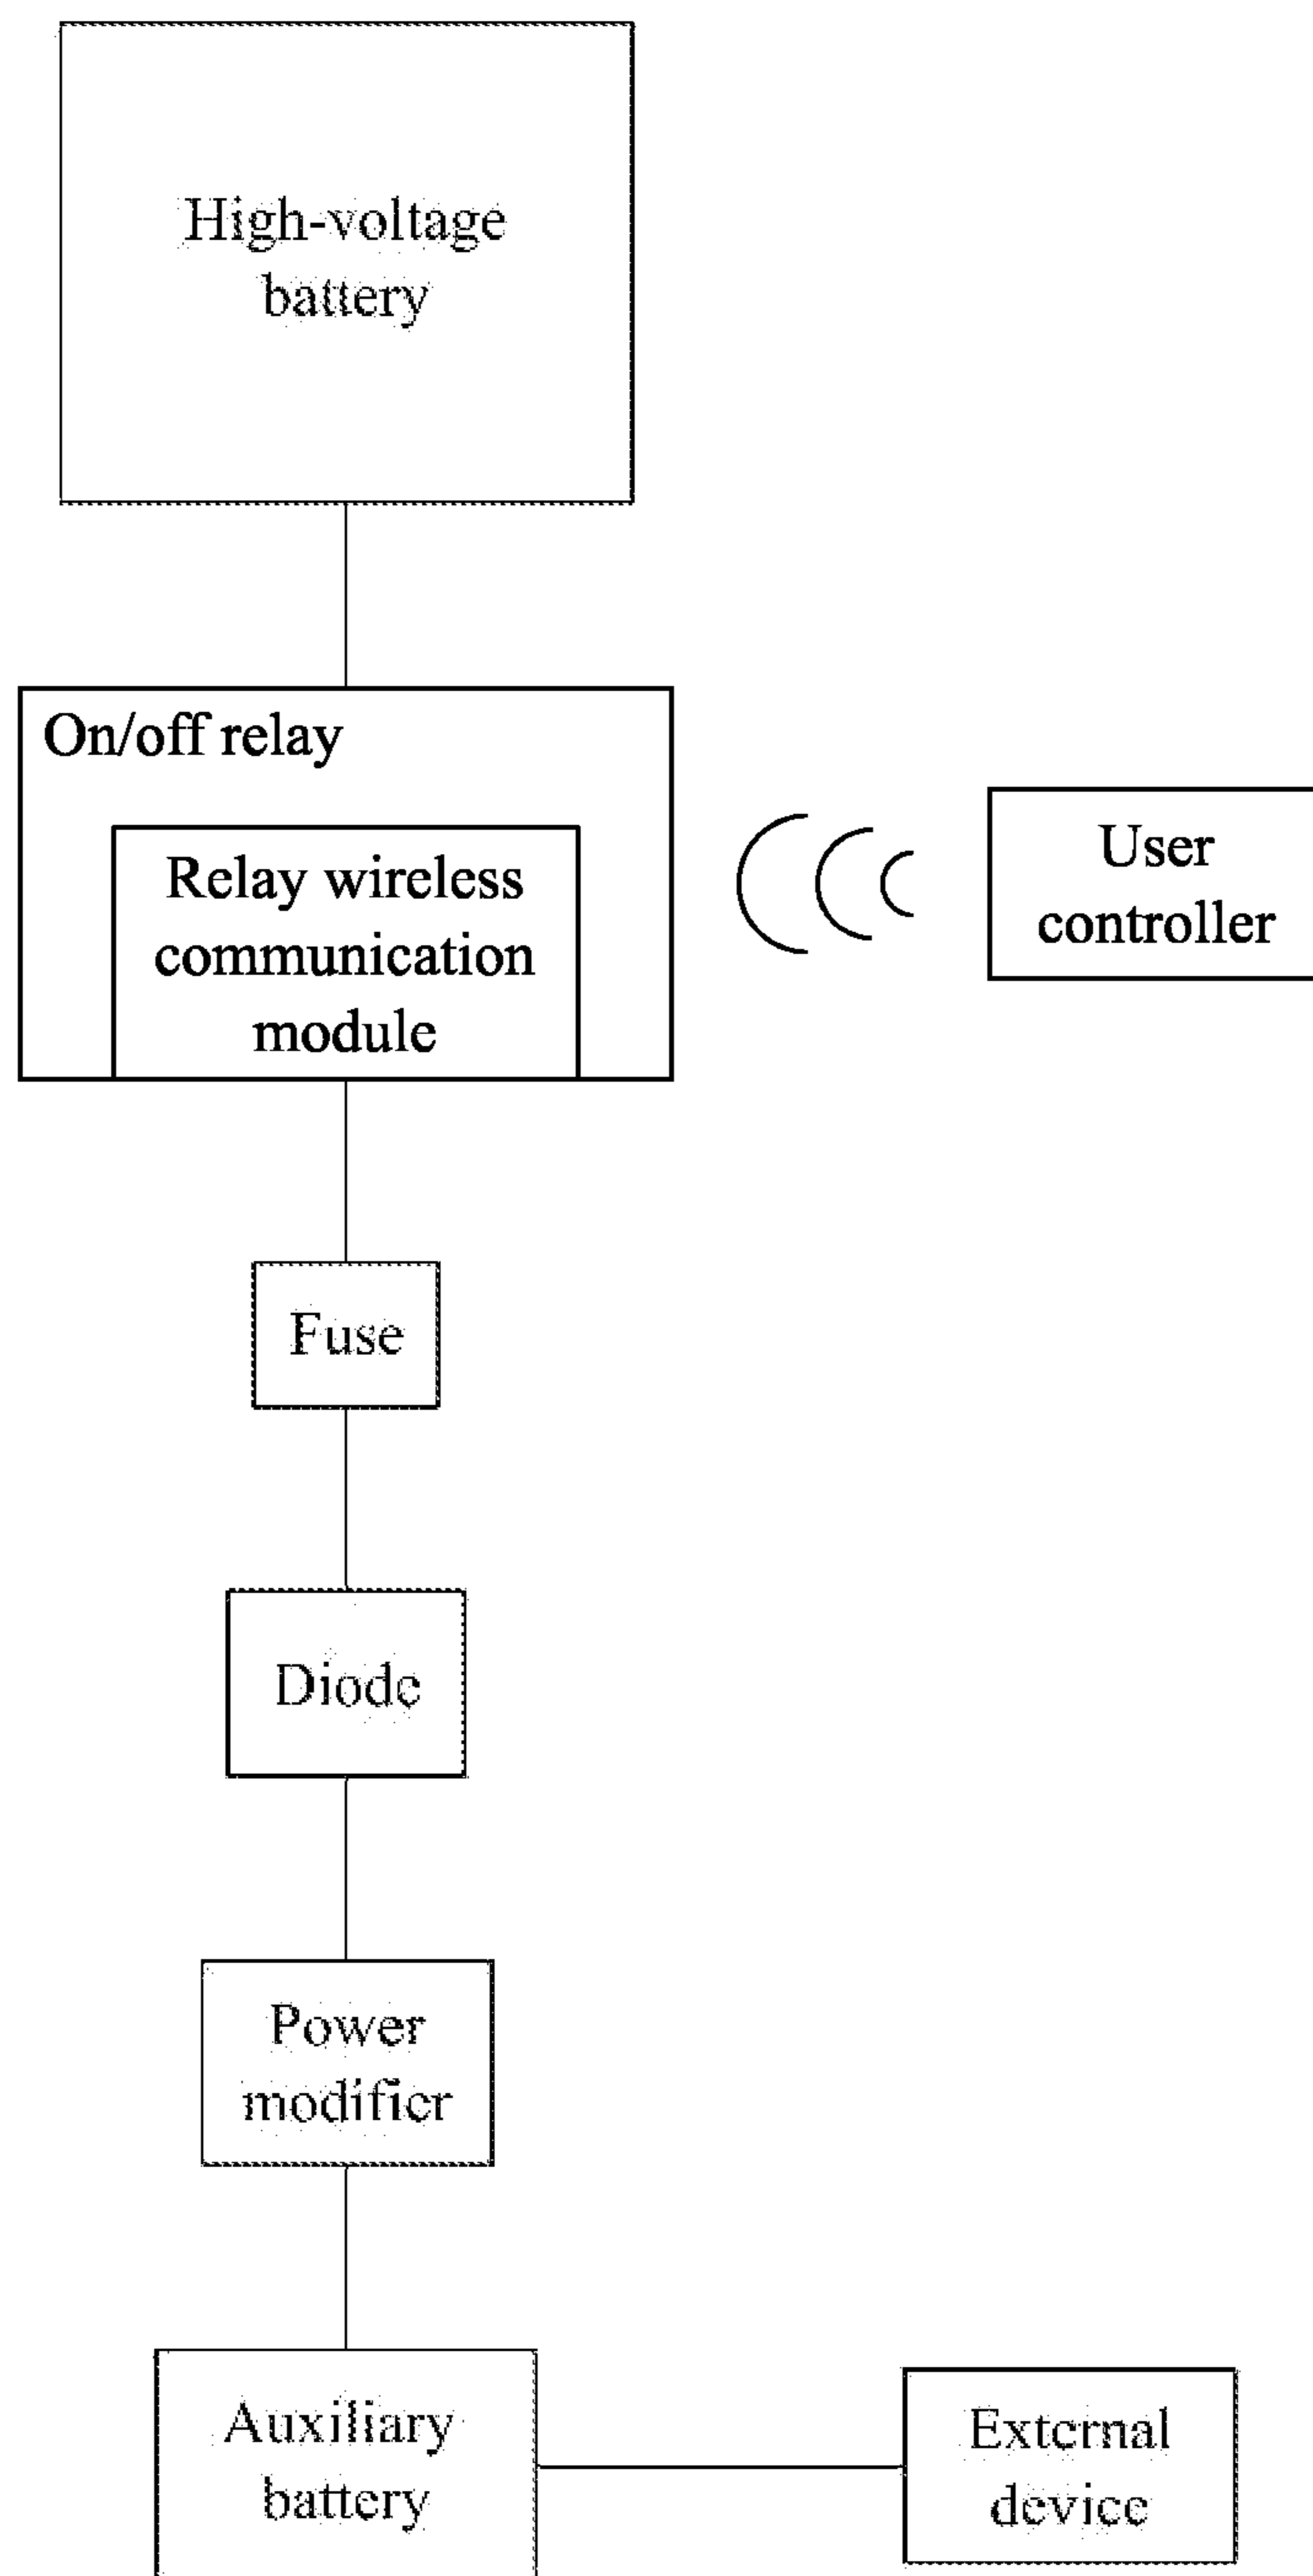 High-voltage
battery
On/off relay
Relay wireless
communication
module
User
controller
Fuse
Diode
Power
modifier
Auxiliary
battery
External
device